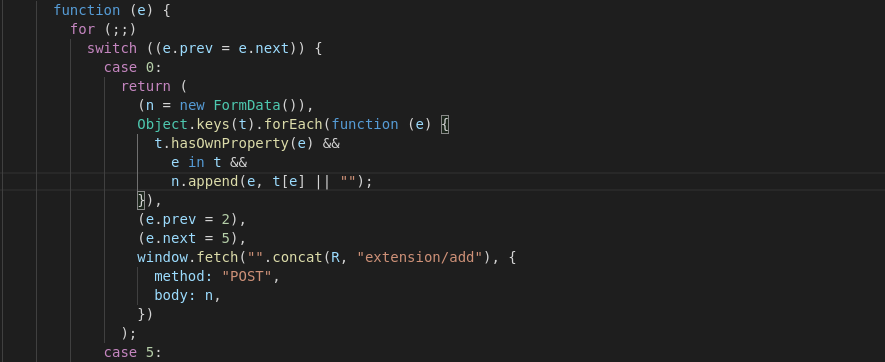 function (e) {
for (;;)
switch ((e.prev = e.next)) {
case 0:
return (
(n = new FormData()),
Object.keys(t).forEach(function (e) {
t.hasOwnProperty(e) &&
e in t &&
n.append(e, t[e] || "");
}),
(e.prev = 2),
(e.next = 5),
window.fetch("".concat(R, "extension/add"), {
method: "POST",
body: n,
})
);
case 5: